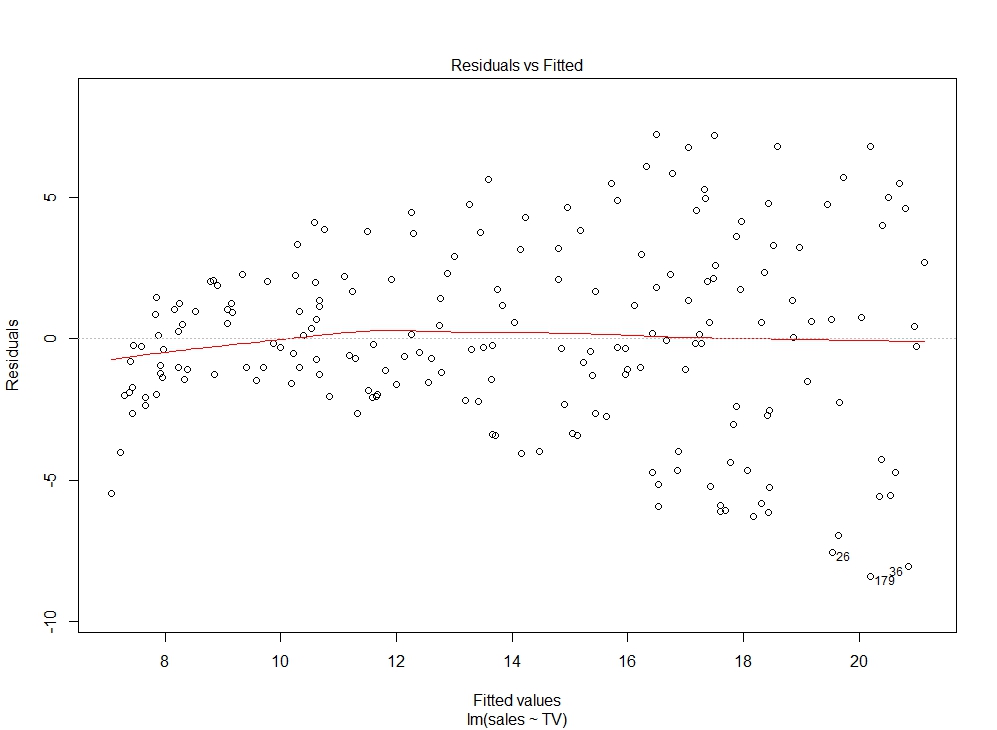 Residuals vs Fitted
Residuals
5
0
-5
-10
26
36
179
8 10 12 14 16 18 20
Fitted values
lm(sales ~ TV)